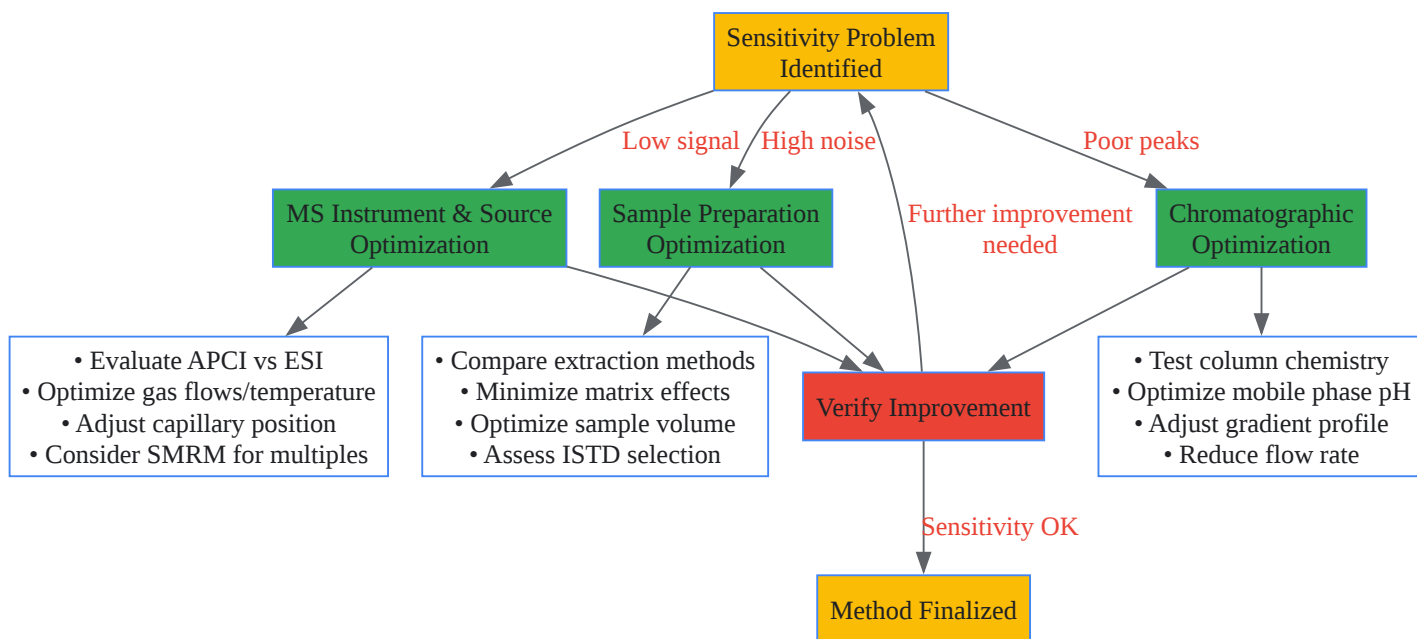 Sensitivity Problem
Identified
Low signal
High noise
Poor peaks
MS Instrument & Source
Optimization
Sample Preparation
Optimization
Further improvement
needed
Chromatographic
Optimization
• Evaluate APCI vs ESI
• Optimize gas flows/temperature
• Adjust capillary position
• Consider SMRM for multiples
• Compare extraction methods
• Minimize matrix effects
• Optimize sample volume
• Assess ISTD selection
Verify Improvement
• Test column chemistry
• Optimize mobile phase pH
• Adjust gradient profile
• Reduce flow rate
Sensitivity OK
Method Finalized